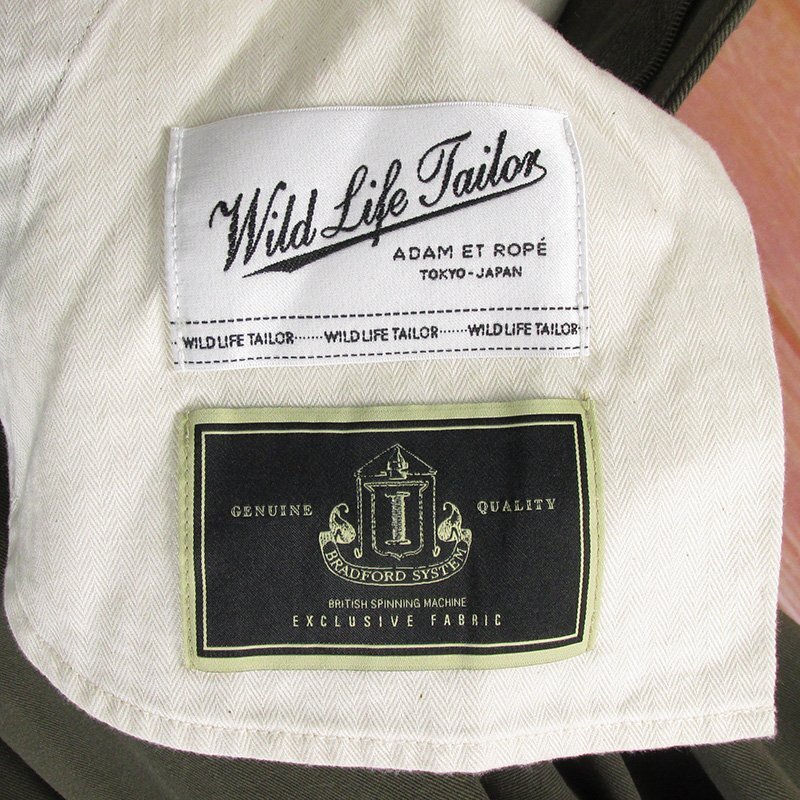 Wild Life Tailor
ADAM ET ROPÉ
TOKYO-JAPAN
WILD LIFE TAILOR······WILD LIFE TAILOR······WILD LIFE TAILOR
GENUINE QUALITY
I
BRADFORD SYSTEM
BRITISH SPINNING MACHINE
EXCLUSIVE FABRIC